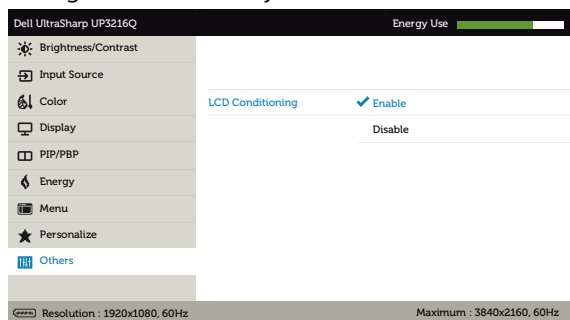 Dell UltraSharp UP3216Q
Energy Use
Brightness/Contrast
Input Source
Color
LCD Conditioning
Enable
Display
Disable
PIP/PBP
Energy
Menu
Personalize
Others
Resolution : 1920x1080, 60Hz
Maximum : 3840x2160, 60Hz